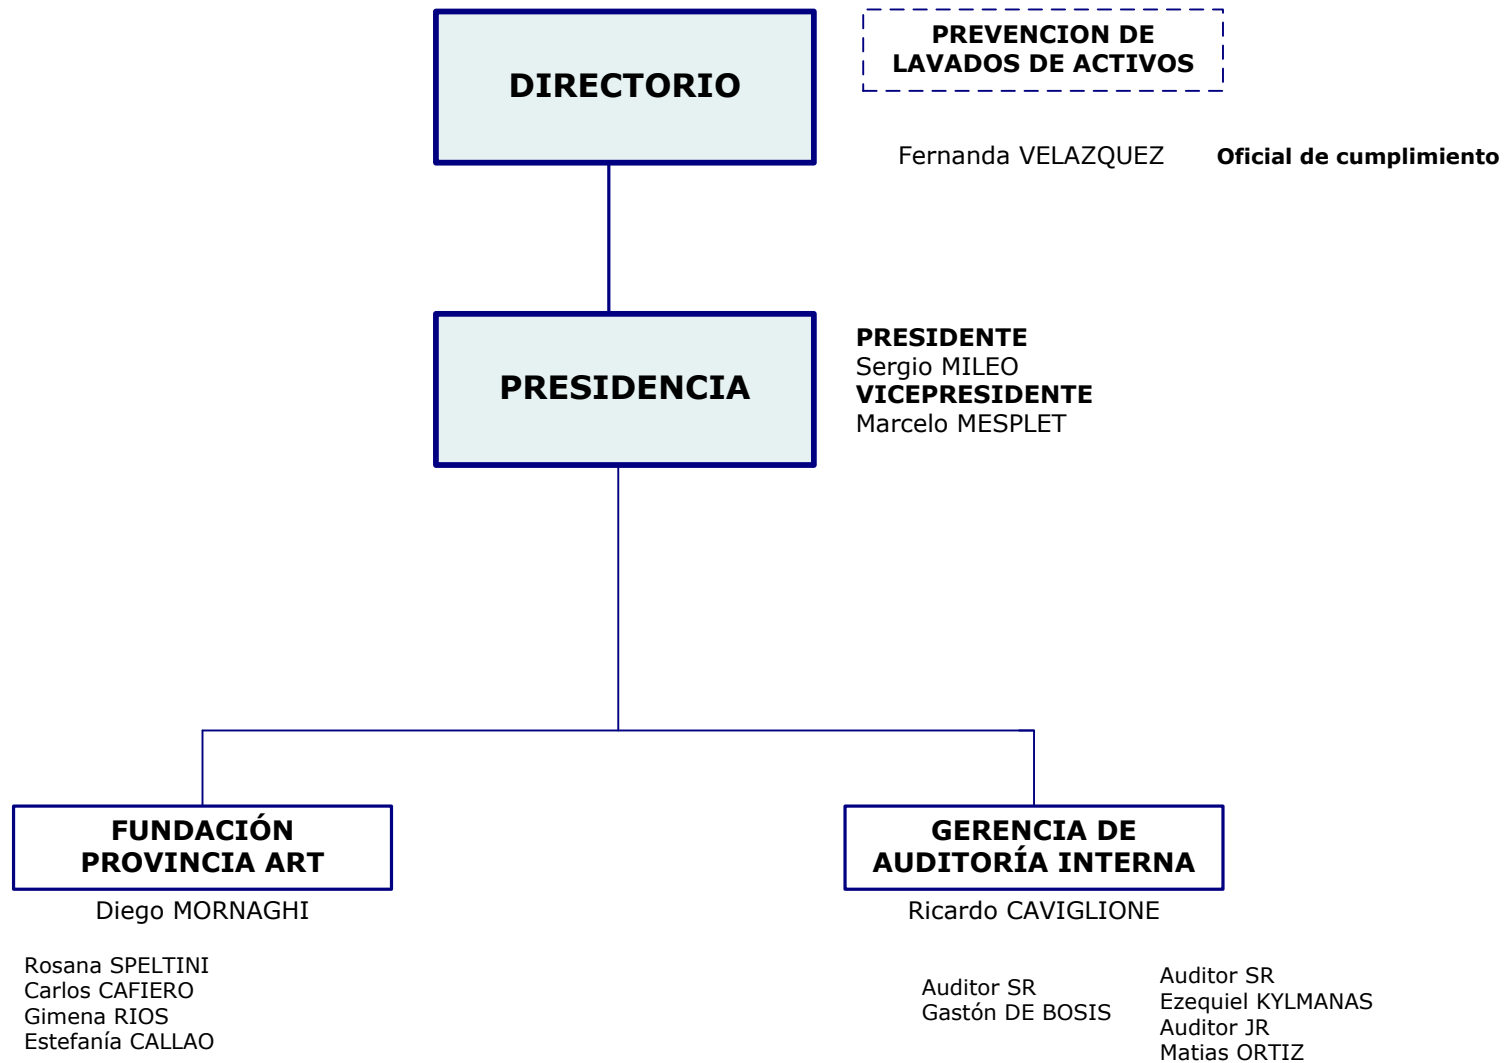 DIRECTORIO
PREVENCION DE
LAVADOS DE ACTIVOS
Fernanda VELAZQUEZ Oficial de cumplimiento
PRESIDENCIA
PRESIDENTE
Sergio MILEO
VICEPRESIDENTE
Marcelo MESPLET
FUNDACIÓN
PROVINCIA ART
Diego MORNAGHI
Rosana SPELTINI
Carlos CAFIERO
Gimena RIOS
Estefanía CALLAO
GERENCIA DE
AUDITORÍA INTERNA
Ricardo CAVIGLIONE
Auditor SR
Gastón DE BOSIS
Auditor SR
Ezequiel KYLMANAS
Auditor JR
Matias ORTIZ